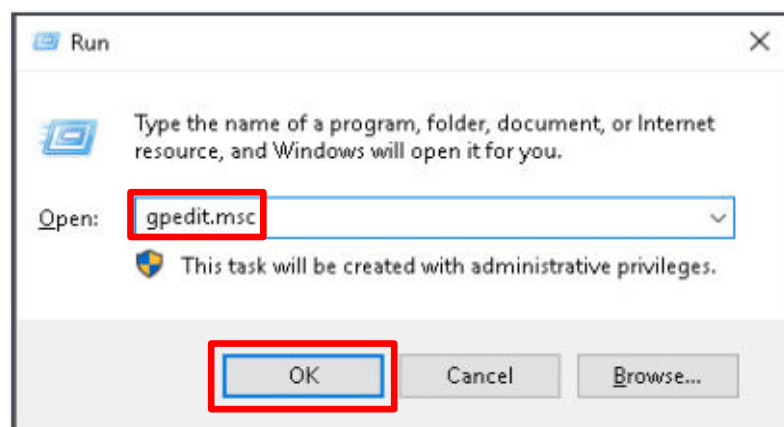 Run
Type the name of a program, folder, document, or Internet
resource, and Windows will open it for you.
Open: gpedit.msc
This task will be created with administrative privileges.
OK Cancel Browse...